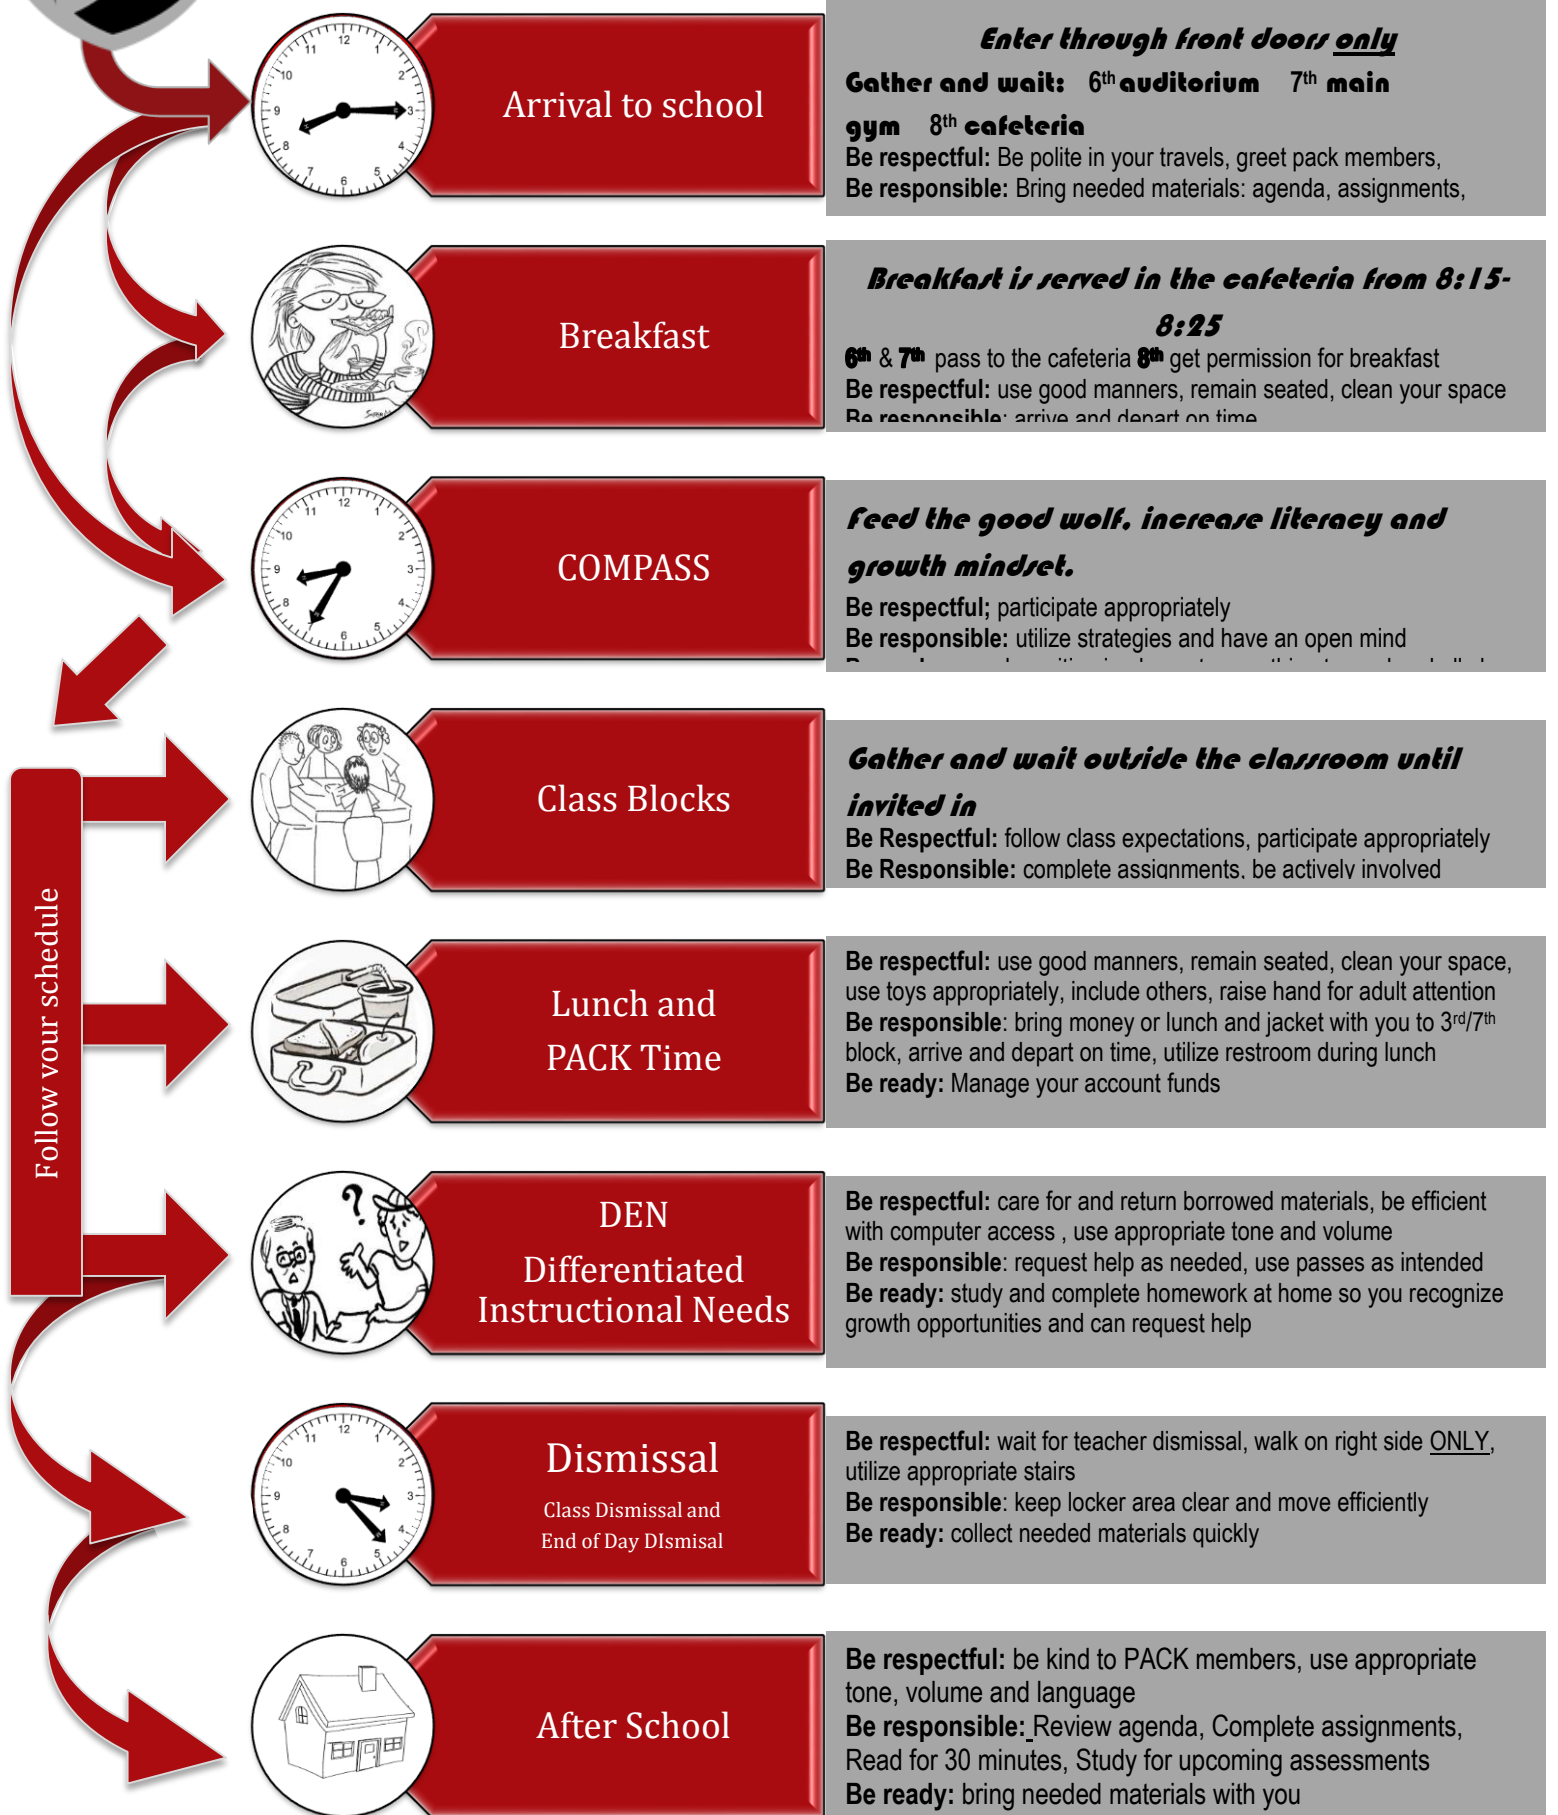 Arrival to school
Enter through front doors only
Gather and wait: 6th auditorium 7th main
gym 8th cafeteria
Be respectful: Be polite in your travels, greet pack members,
Be responsible: Bring needed materials: agenda, assignments,
Breakfast
Breakfast is served in the cafeteria from 8:15-
8:25
6th & 7th pass to the cafeteria 8th get permission for breakfast
Be respectful: use good manners, remain seated, clean your space
Be responsible: arrive and depart on time
COMPASS
Feed the good wolf, increase literacy and
growth mindset.
Be respectful; participate appropriately
Be responsible: utilize strategies and have an open mind
Follow your schedule
Class Blocks
Gather and wait outside the classroom until
invited in
Be Respectful: follow class expectations, participate appropriately
Be Responsible: complete assignments, be actively involved
Lunch and
PACK Time
Be respectful: use good manners, remain seated, clean your space,
use toys appropriately, include others, raise hand for adult attention
Be responsible: bring money or lunch and jacket with you to 3rd/7th
block, arrive and depart on time, utilize restroom during lunch
Be ready: Manage your account funds
DEN
Differentiated
Instructional Needs
Be respectful: care for and return borrowed materials, be efficient
with computer access , use appropriate tone and volume
Be responsible: request help as needed, use passes as intended
Be ready: study and complete homework at home so you recognize
growth opportunities and can request help
Dismissal
Class Dismissal and
End of Day DIsmisal
Be respectful: wait for teacher dismissal, walk on right side ONLY,
utilize appropriate stairs
Be responsible: keep locker area clear and move efficiently
Be ready: collect needed materials quickly
After School
Be respectful: be kind to PACK members, use appropriate
tone, volume and language
Be responsible: Review agenda, Complete assignments,
Read for 30 minutes, Study for upcoming assessments
Be ready: bring needed materials with you